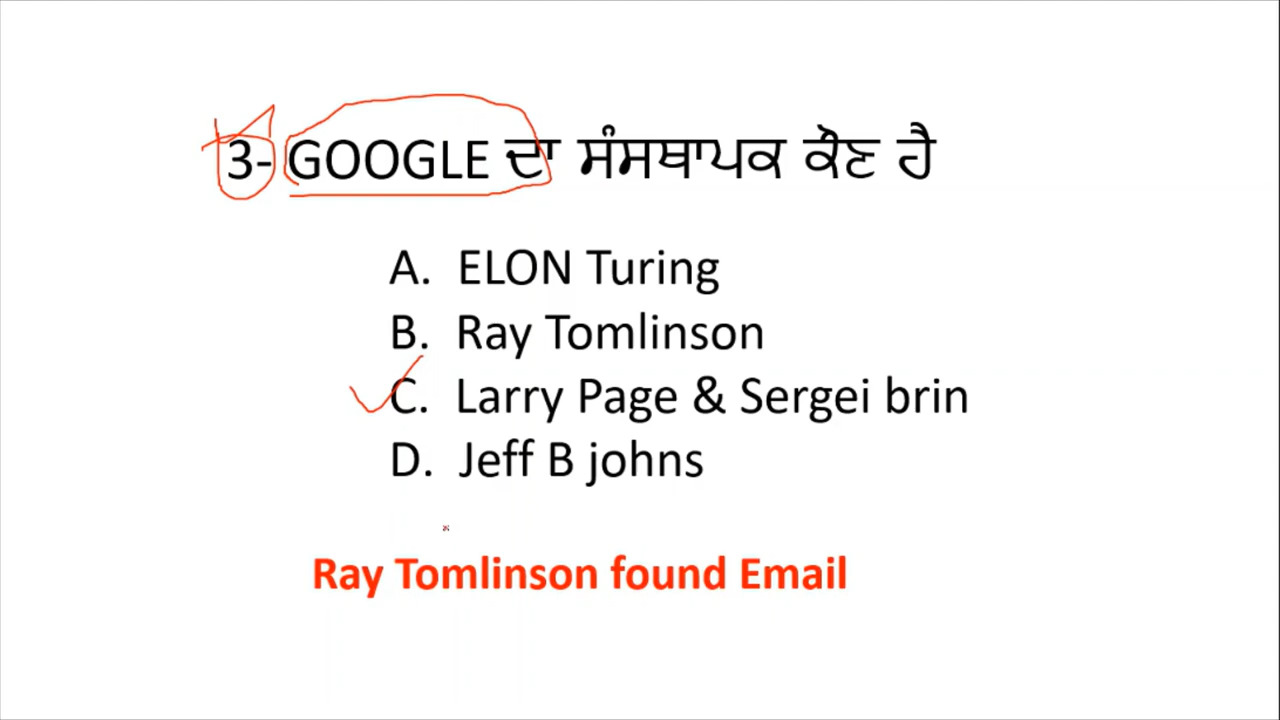 3- GOOGLE ਦਾ ਸੰਸਥਾਪਕ ਕੌਣ ਹੈ
A. ELON Turing
B. Ray Tomlinson
C. Larry Page & Sergei brin
D. Jeff B johns
Ray Tomlinson found Email